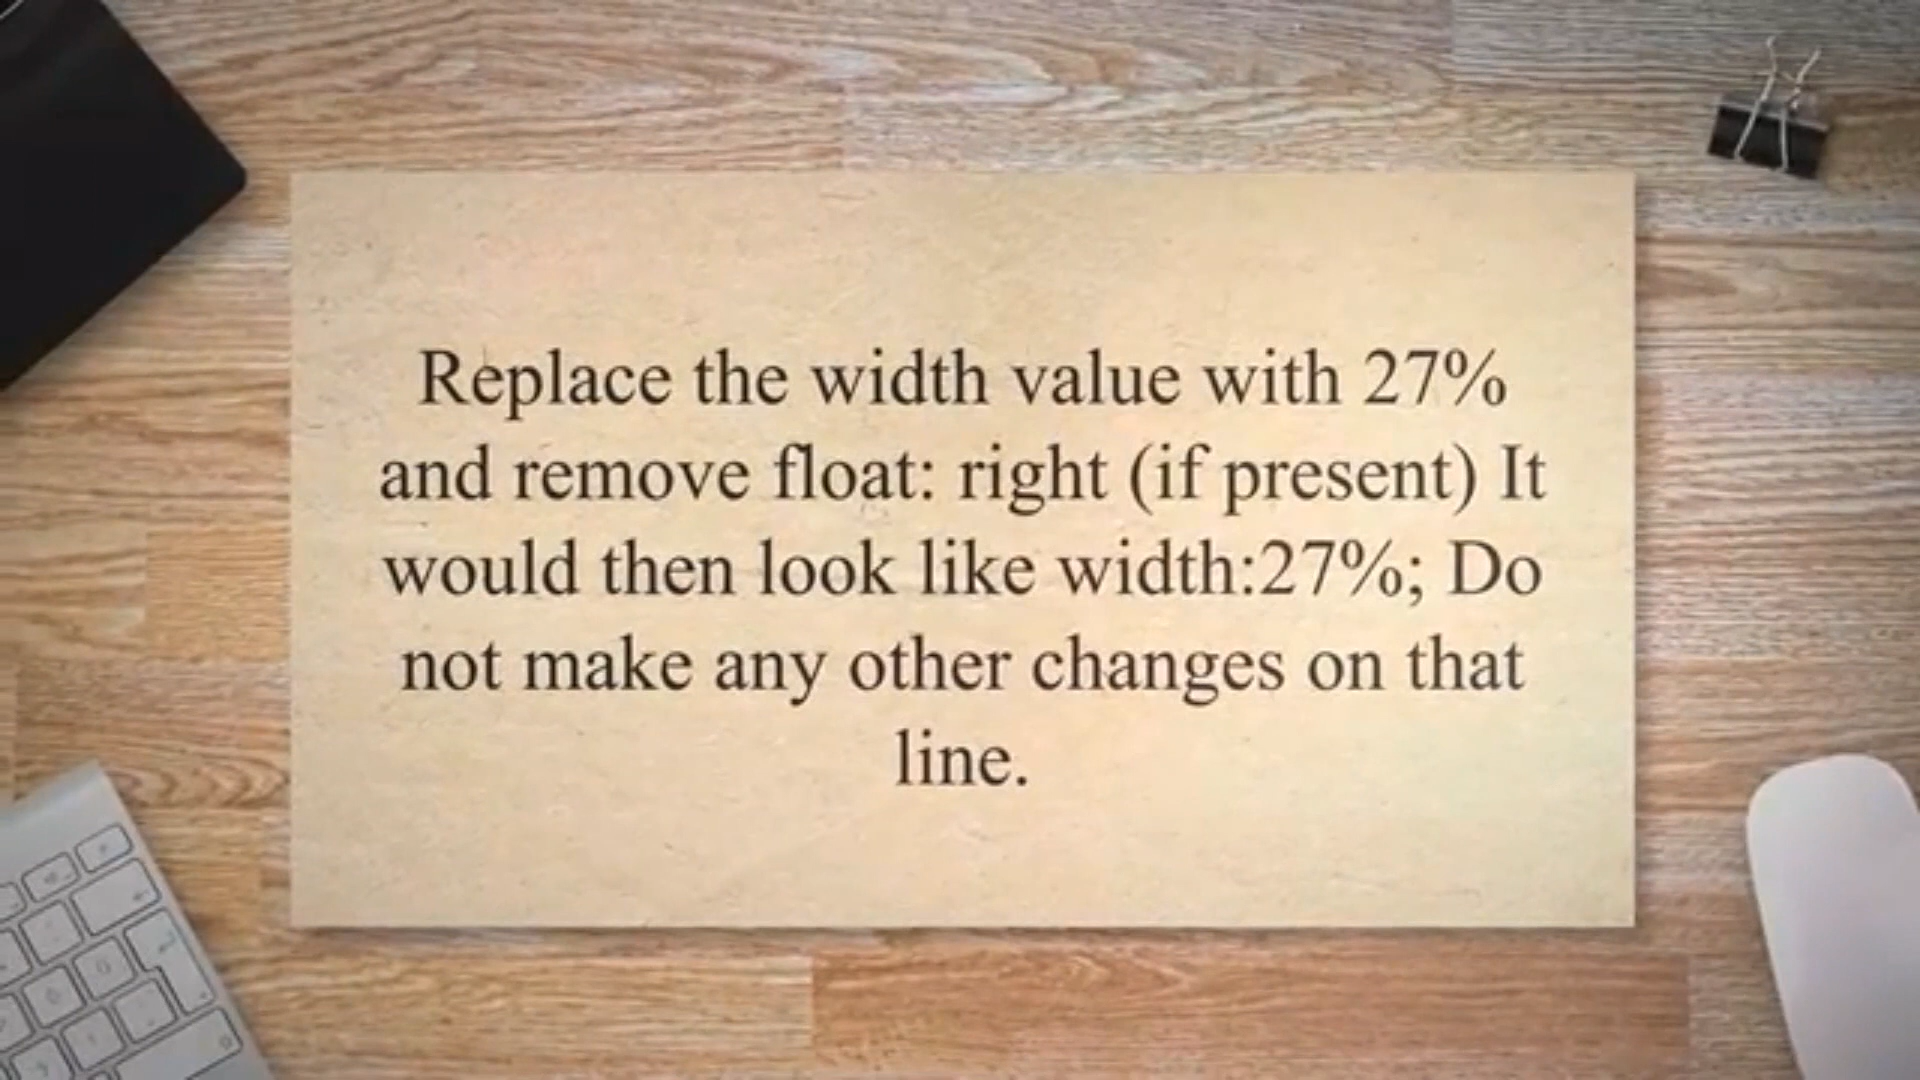 Replace the width value with 27%
and remove float: right (if present) It
would then look like width:27%; Do
not make any other changes on that
line.